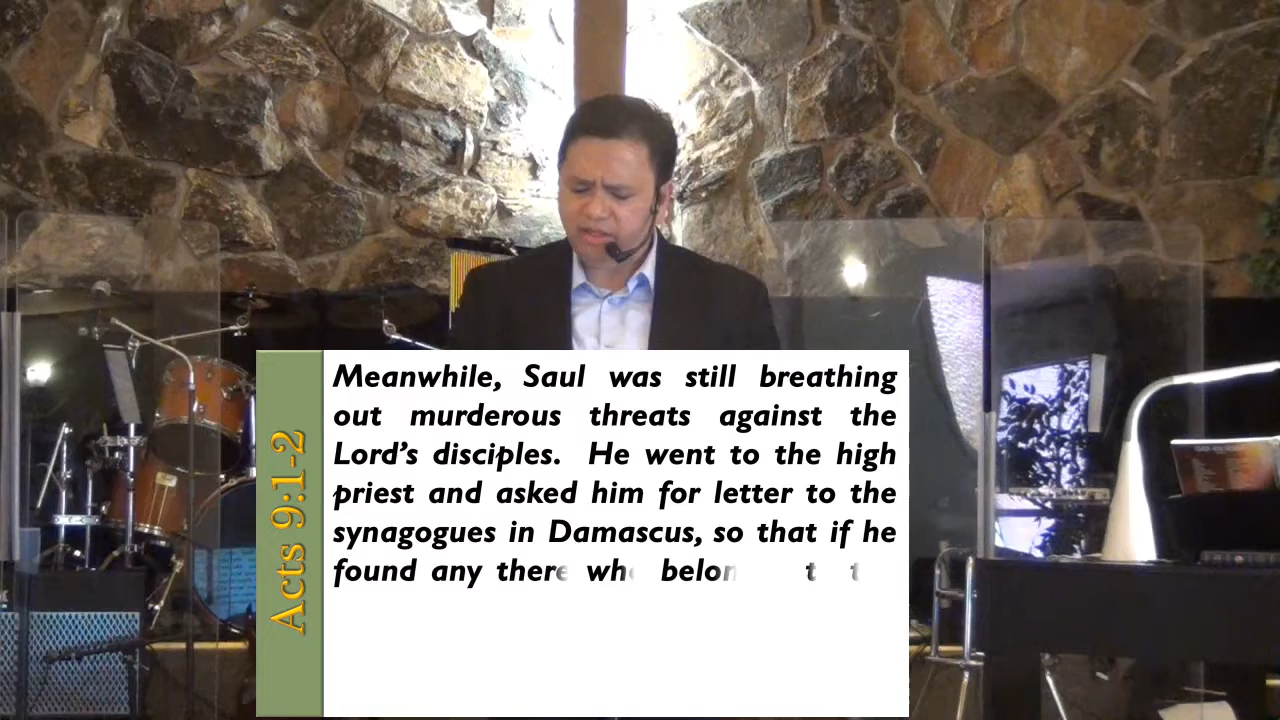 Acts 9:1-2
Meanwhile, Saul was still breathing
out murderous threats against the
Lord's disciples. He went to the high
priest and asked him for letter to the
synagogues in Damascus, so that if he
found any there who